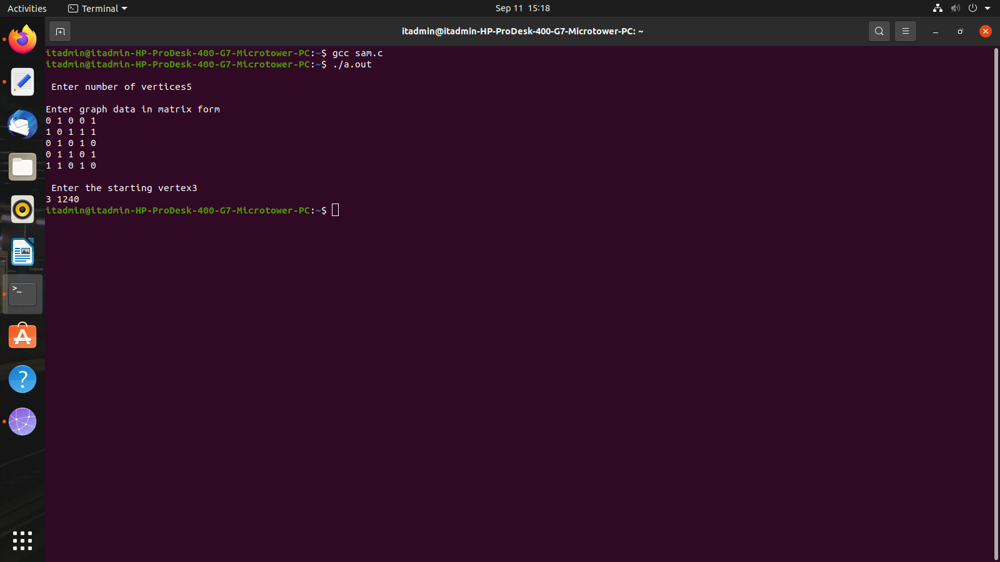 Activities
Terminal
Sep 11 15:18
itadmin@itadmin-HP-ProDesk-400-G7-Microtower-PC: ~
itadmin@itadmin-HP-ProDesk-400-G7-Microtower-PC:~$ gcc sam.c
itadmin@itadmin-HP-ProDesk-400-G7-Microtower-PC:~$ ./a.out
Enter number of vertices5
Enter graph data in matrix form
0 1 0 0 1
1 0 1 1 1
0 1 0 1 0
0 1 1 0 1
1 1 0 1 0
Enter the starting vertex3
3 1240
itadmin@itadmin-HP-ProDesk-400-G7-Microtower-PC:~$